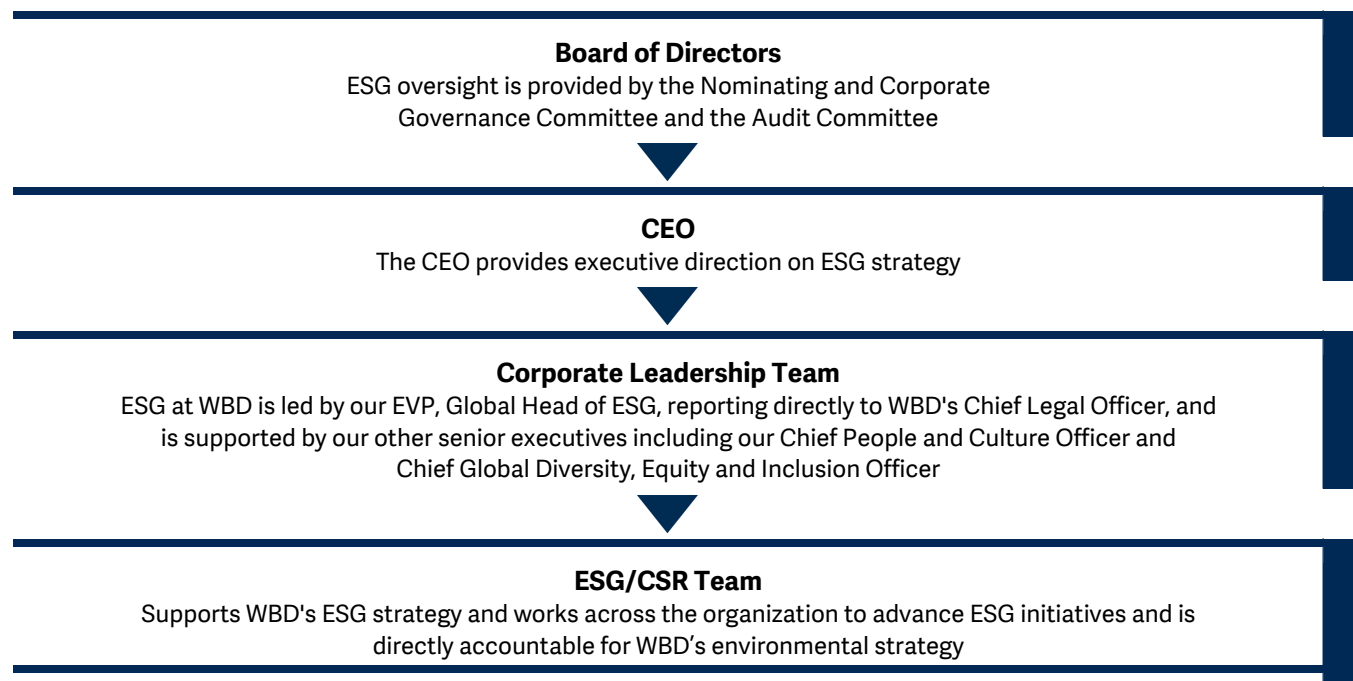 Board of Directors
ESG oversight is provided by the Nominating and Corporate
Governance Committee and the Audit Committee
CEO
The CEO provides executive direction on ESG strategy
Corporate Leadership Team
ESG at WBD is led by our EVP, Global Head of ESG, reporting directly to WBD's Chief Legal Officer, and
is supported by our other senior executives including our Chief People and Culture Officer and
Chief Global Diversity, Equity and Inclusion Officer
ESG/CSR Team
Supports WBD's ESG strategy and works across the organization to advance ESG initiatives and is
directly accountable for WBD’s environmental strategy